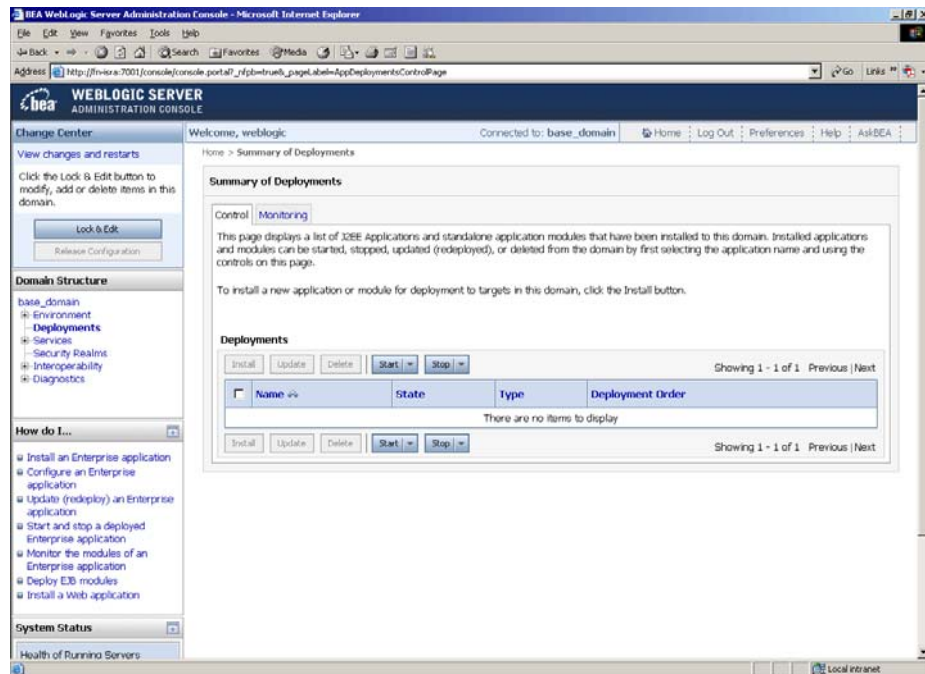 BEA WebLogic Server Administration Console - Microsoft Internet Explorer
File Edit View Favorites Tools Help
Back Search Favorites Media
Address http://fnvisra:7001/console/console.portal?_nfpb=true&_pageLabel=AppDeploymentsControlPage Go Links
bea WEBLOGIC SERVER
ADMINISTRATION CONSOLE
Change Center
View changes and restarts
Click the Lock & Edit button to
modify, add or delete items in this
domain.
Lock & Edit
Release Configuration
Domain Structure
base_domain
Environment
Deployments
Services
Security Realms
Interoperability
Diagnostics
How do I...
Install an Enterprise application
Configure an Enterprise
application
Update (redeploy) an Enterprise
application
Start and stop a deployed
Enterprise application
Monitor the modules of an
Enterprise application
Deploy EJB modules
Install a Web application
System Status
Health of Running Servers
Welcome, weblogic Connected to: base_domain Home Log Out Preferences Help AskBEA
Home > Summary of Deployments
Summary of Deployments
Control Monitoring
This page displays a list of J2EE Applications and standalone application modules that have been installed to this domain. Installed applications
and modules can be started, stopped, updated (redeployed), or deleted from the domain by first selecting the application name and using the
controls on this page.
To install a new application or module for deployment to targets in this domain, click the Install button.
Deployments
Install Update Delete Start Stop Showing 1 - 1 of 1 Previous | Next
Name State Type Deployment Order
There are no items to display
Install Update Delete Start Stop Showing 1 - 1 of 1 Previous | Next
Local intranet